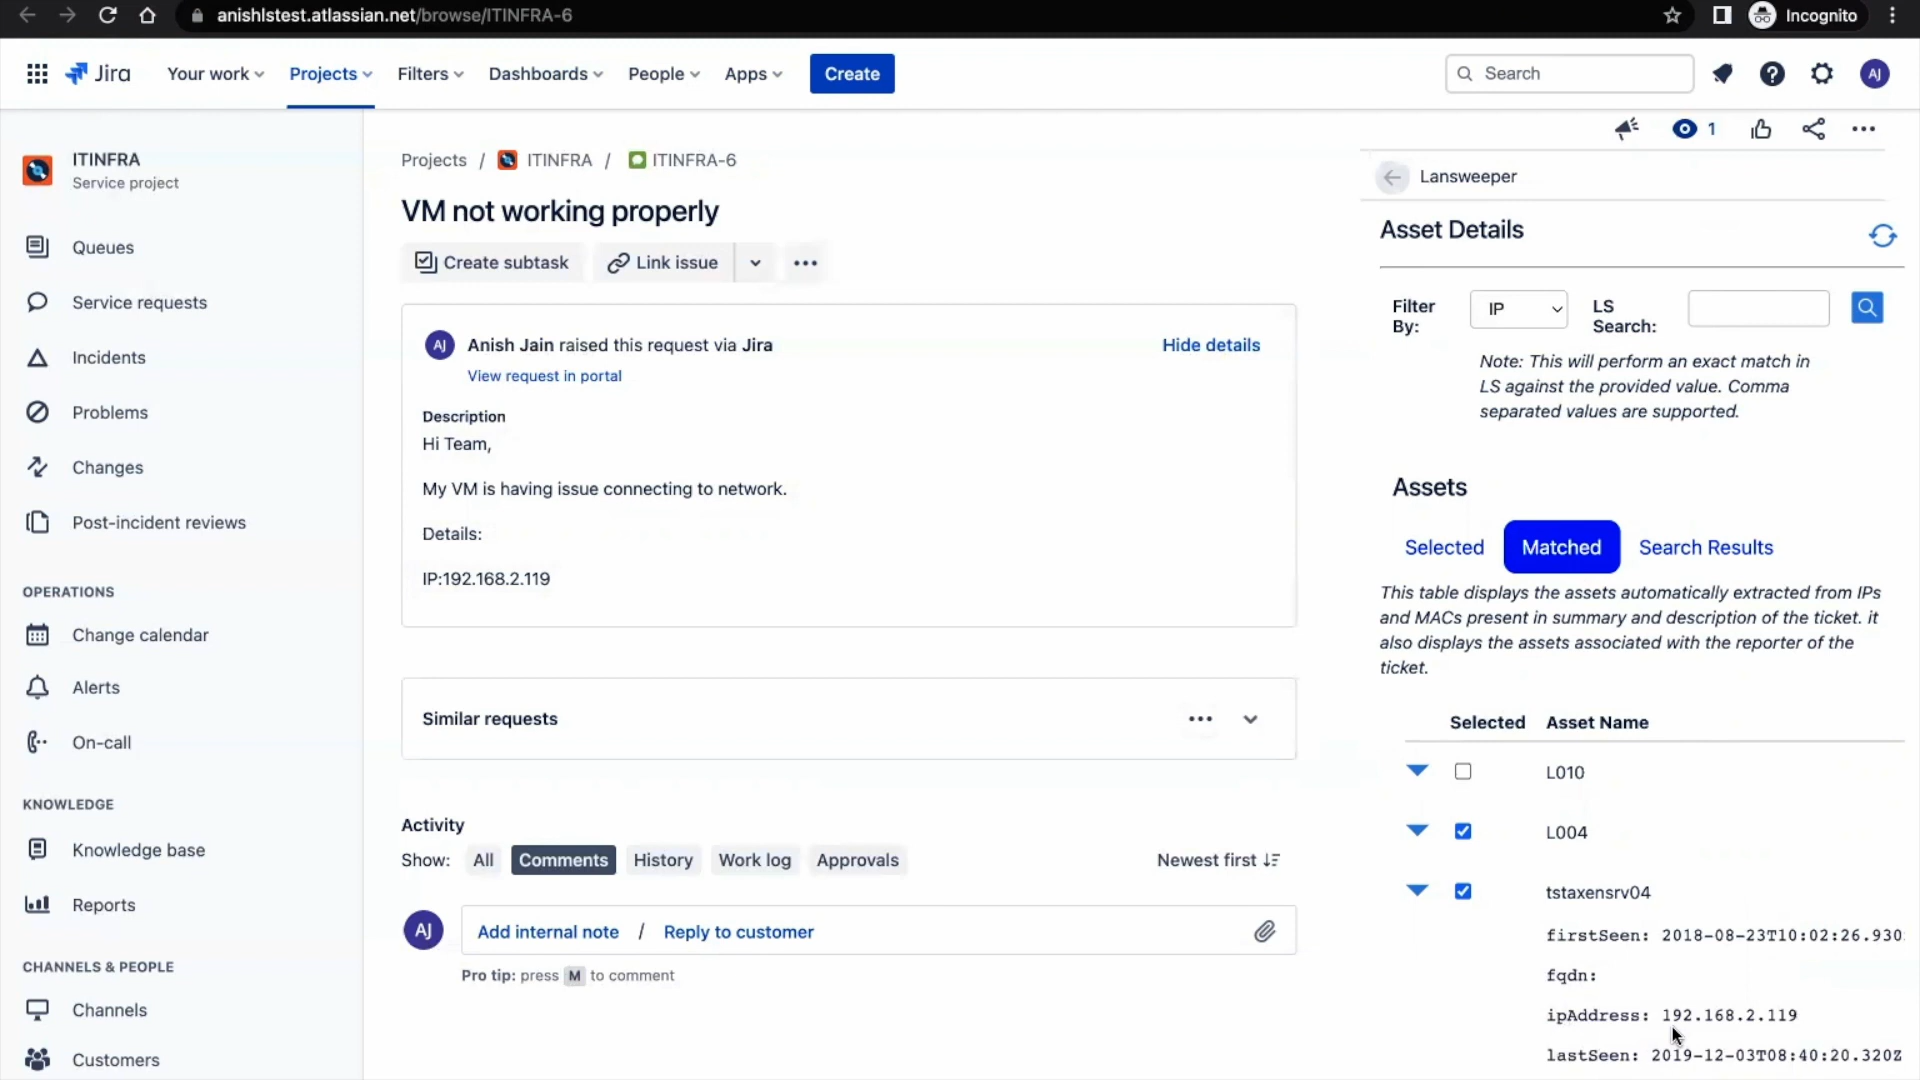 anishlstest.atlassian.net/browse/ITINFRA-6
Incognito
Jira
Your work
Projects
Filters
Dashboards
People
Apps
Create
Search
AJ
ITINFRA
Service project
Queues
Service requests
Incidents
Problems
Changes
Post-incident reviews
OPERATIONS
Change calendar
Alerts
On-call
KNOWLEDGE
Knowledge base
Reports
CHANNELS & PEOPLE
Channels
Customers
Projects / ITINFRA / ITINFRA-6
VM not working properly
Create subtask
Link issue
AJ
Anish Jain raised this request via Jira
Hide details
View request in portal
Description
Hi Team,
My VM is having issue connecting to network.
Details:
IP:192.168.2.119
Similar requests
Activity
Show:
All
Comments
History
Work log
Approvals
Newest first
AJ
Add internal note / Reply to customer
Pro tip: press M to comment
1
Lansweeper
Asset Details
Filter By:
IP
LS Search:
Note: This will perform an exact match in
LS against the provided value. Comma
separated values are supported.
Assets
Selected
Matched
Search Results
This table displays the assets automatically extracted from IPs
and MACs present in summary and description of the ticket. it
also displays the assets associated with the reporter of the
ticket.
Selected Asset Name
L010
L004
tstaxensrv04
firstSeen: 2018-08-23T10:02:26.930
fqdn:
ipAddress: 192.168.2.119
lastSeen: 2019-12-03T08:40:20.320Z